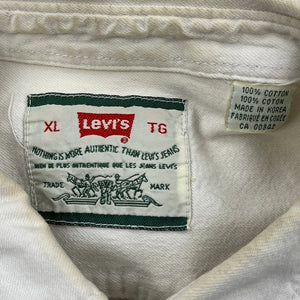 XL Levi's TG
NOTHING IS MORE AUTHENTIC THAN LEVI'S JEANS
RIEN DE PLUS AUTHENTIQUE QUE LES JEANS LEVI'S
TRADE MARK
100% COTTON
100% COTON
MADE IN KOREA
FABRIQUÉ EN CORÉE
CA